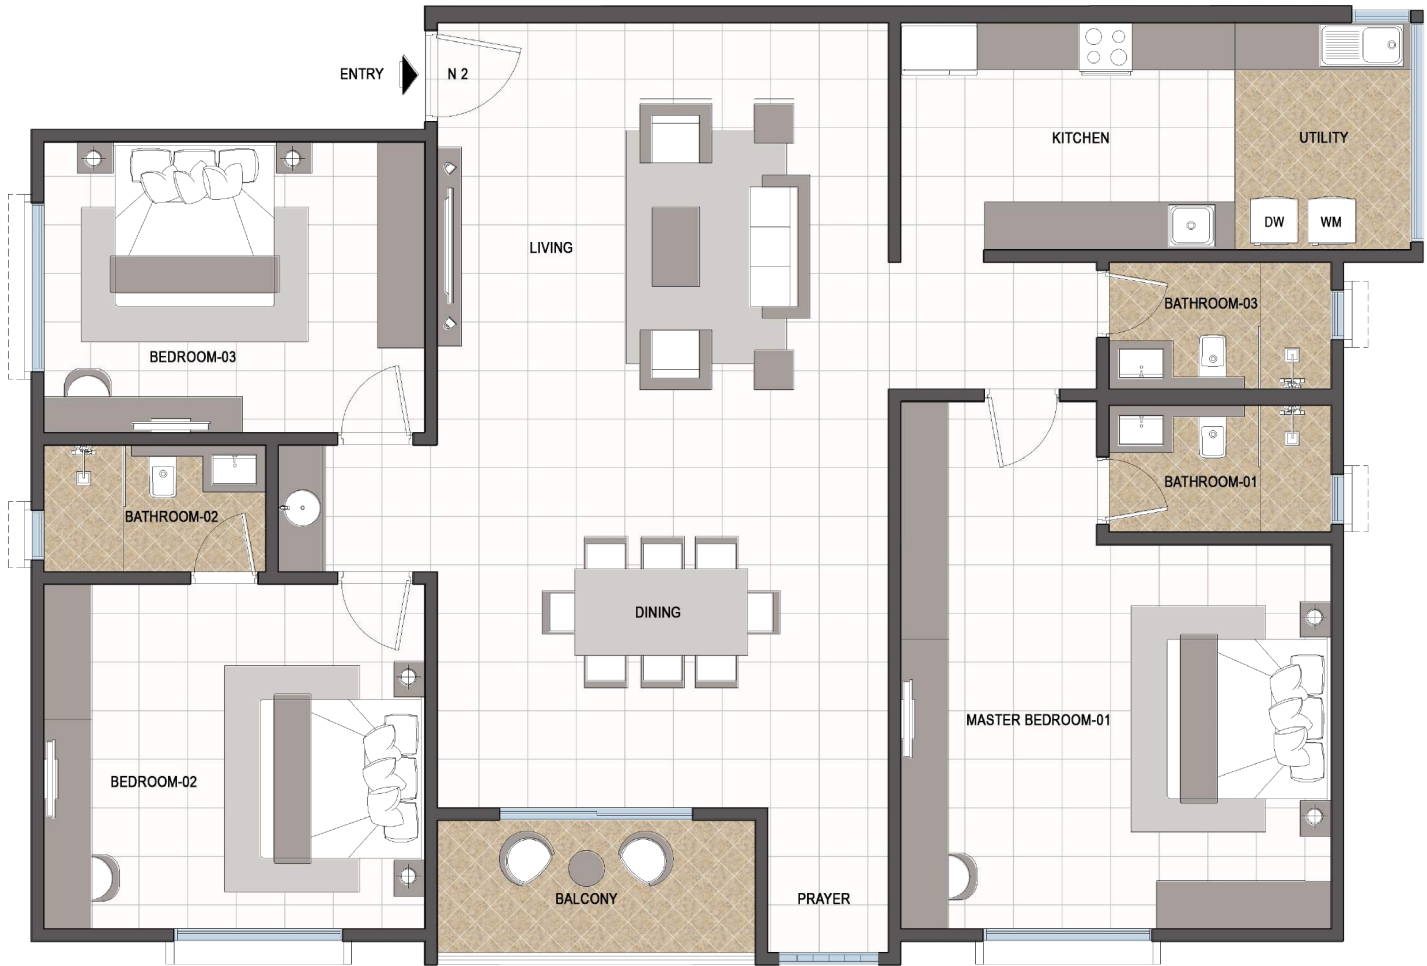 ENTRY
N 2
KITCHEN
UTILITY
DW
WM
LIVING
BATHROOM-03
BEDROOM-03
BATHROOM-01
BATHROOM-02
DINING
MASTER BEDROOM-01
BEDROOM-02
BALCONY
PRAYER